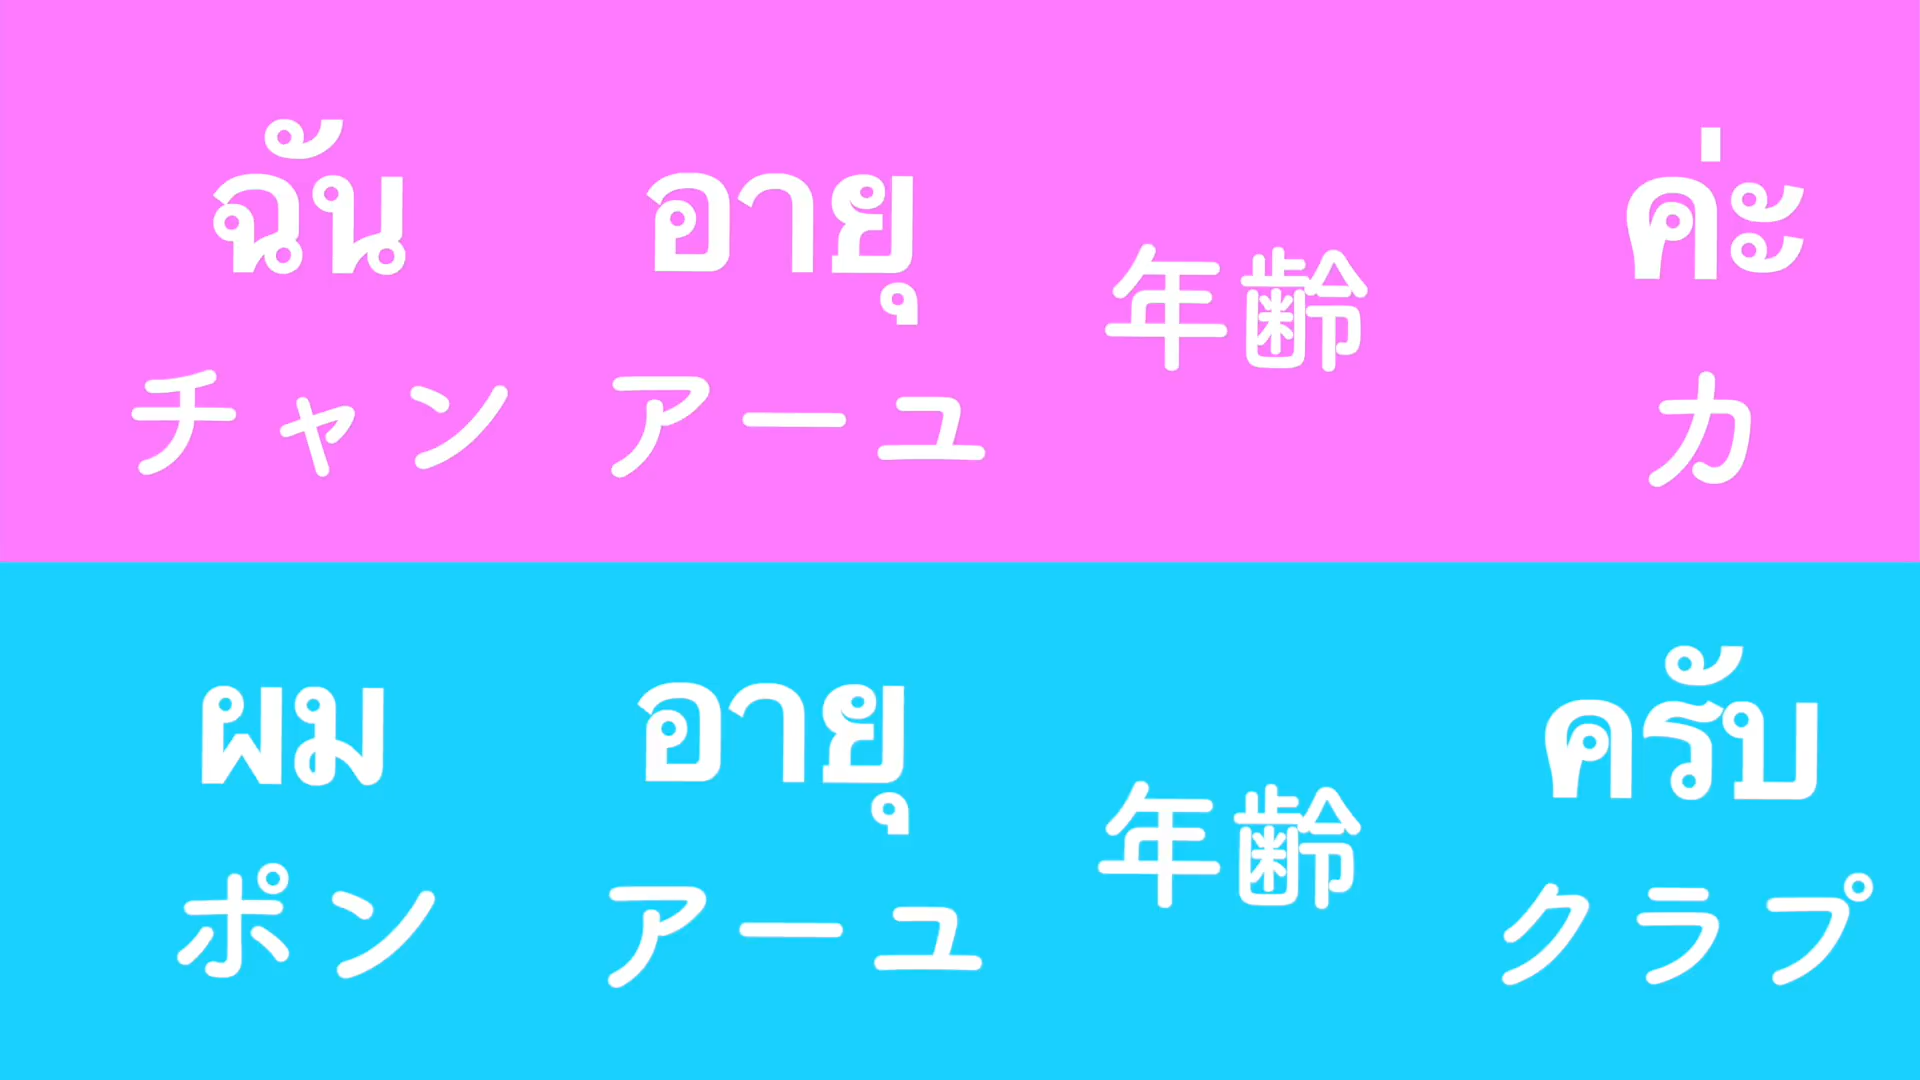 ฉัน อายุ 年齢 ค่ะ
チャン アーユ カ
ผม อายุ 年齢 ครับ
ポン アーユ クラプ